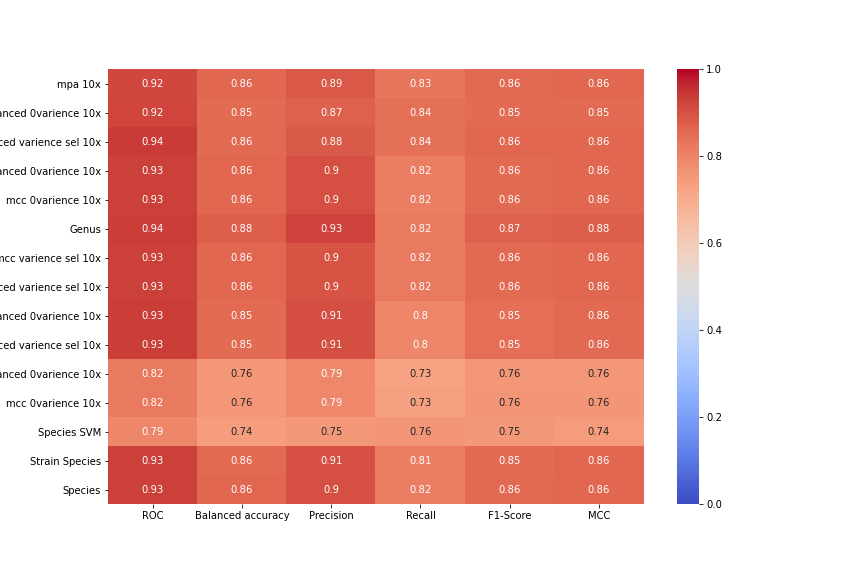 mpa 10x 0.92 0.86 0.89 0.83 0.86 0.86
anced 0varience 10x 0.92 0.85 0.87 0.84 0.85 0.85
ced varience sel 10x 0.94 0.86 0.88 0.84 0.86 0.86
anced 0varience 10x 0.93 0.86 0.9 0.82 0.86 0.86
mcc 0varience 10x 0.93 0.86 0.9 0.82 0.86 0.86
Genus 0.94 0.88 0.93 0.82 0.87 0.88
mcc varience sel 10x 0.93 0.86 0.9 0.82 0.86 0.86
ced varience sel 10x 0.93 0.86 0.9 0.82 0.86 0.86
anced 0varience 10x 0.93 0.85 0.91 0.8 0.85 0.86
ced varience sel 10x 0.93 0.85 0.91 0.8 0.85 0.86
anced 0varience 10x 0.82 0.76 0.79 0.73 0.76 0.76
mcc 0varience 10x 0.82 0.76 0.79 0.73 0.76 0.76
Species SVM 0.79 0.74 0.75 0.76 0.75 0.74
Strain Species 0.93 0.86 0.91 0.81 0.85 0.86
Species 0.93 0.86 0.9 0.82 0.86 0.86
ROC Balanced accuracy Precision Recall F1-Score MCC
1.0
0.8
0.6
0.4
0.2
0.0